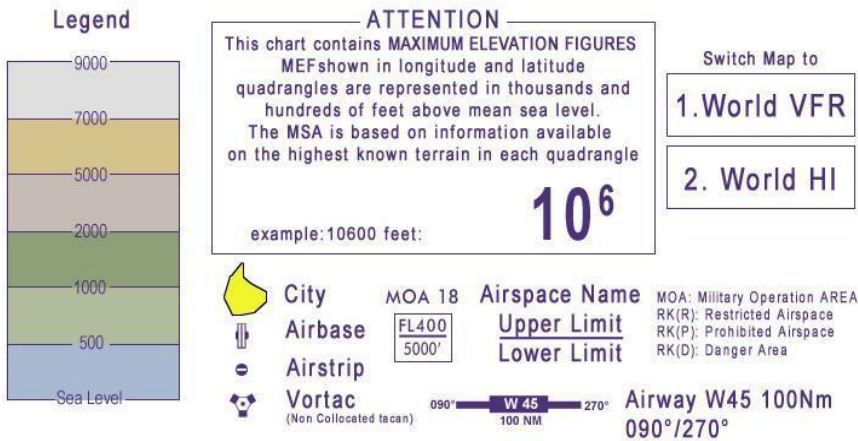 Legend
9000
7000
5000
2000
1000
500
Sea Level
ATTENTION
This chart contains MAXIMUM ELEVATION FIGURES
MEFshown in longitude and latitude
quadrangles are represented in thousands and
hundreds of feet above mean sea level.
The MSA is based on information available
on the highest known terrain in each quadrangle
example:10600 feet:
10⁶
Switch Map to
1.World VFR
2. World HI
City
Airbase
Airstrip
Vortac
(Non Collocated tacan)
MOA 18
FL400
5000'
Airspace Name
Upper Limit
Lower Limit
MOA: Military Operation AREA
RK(R): Restricted Airspace
RK(P): Prohibited Airspace
RK(D): Danger Area
090° W 45 270°
100 NM
Airway W45 100Nm
090°/270°